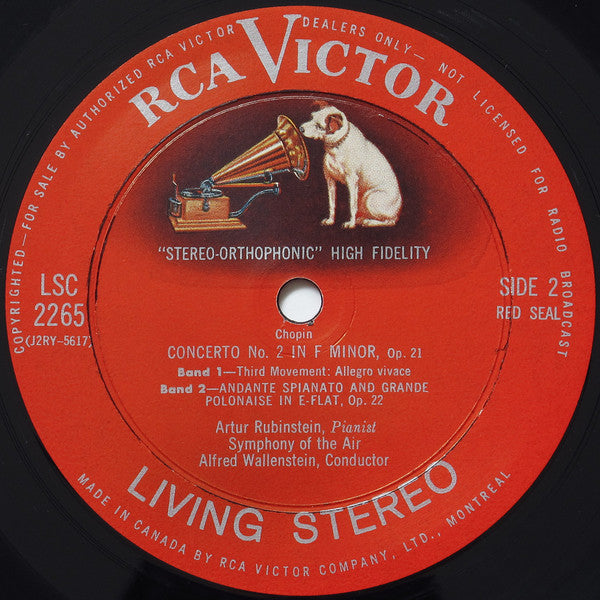 COPYRIGHTED—FOR SALE BY AUTHORIZED RCA VICTOR DEALERS ONLY— NOT LICENSED FOR RADIO BROADCAST
RCA VICTOR
"STEREO-ORTHOPHONIC" HIGH FIDELITY
LSC
2265
(J2RY-5617)
SIDE 2
RED SEAL
Chopin
CONCERTO No. 2 IN F MINOR, Op. 21
Band 1—Third Movement: Allegro vivace
Band 2—ANDANTE SPIANATO AND GRANDE
POLONAISE IN E-FLAT, Op. 22
Artur Rubinstein, Pianist
Symphony of the Air
Alfred Wallenstein, Conductor
LIVING STEREO
MADE IN CANADA BY RCA VICTOR COMPANY, LTD., MONTREAL